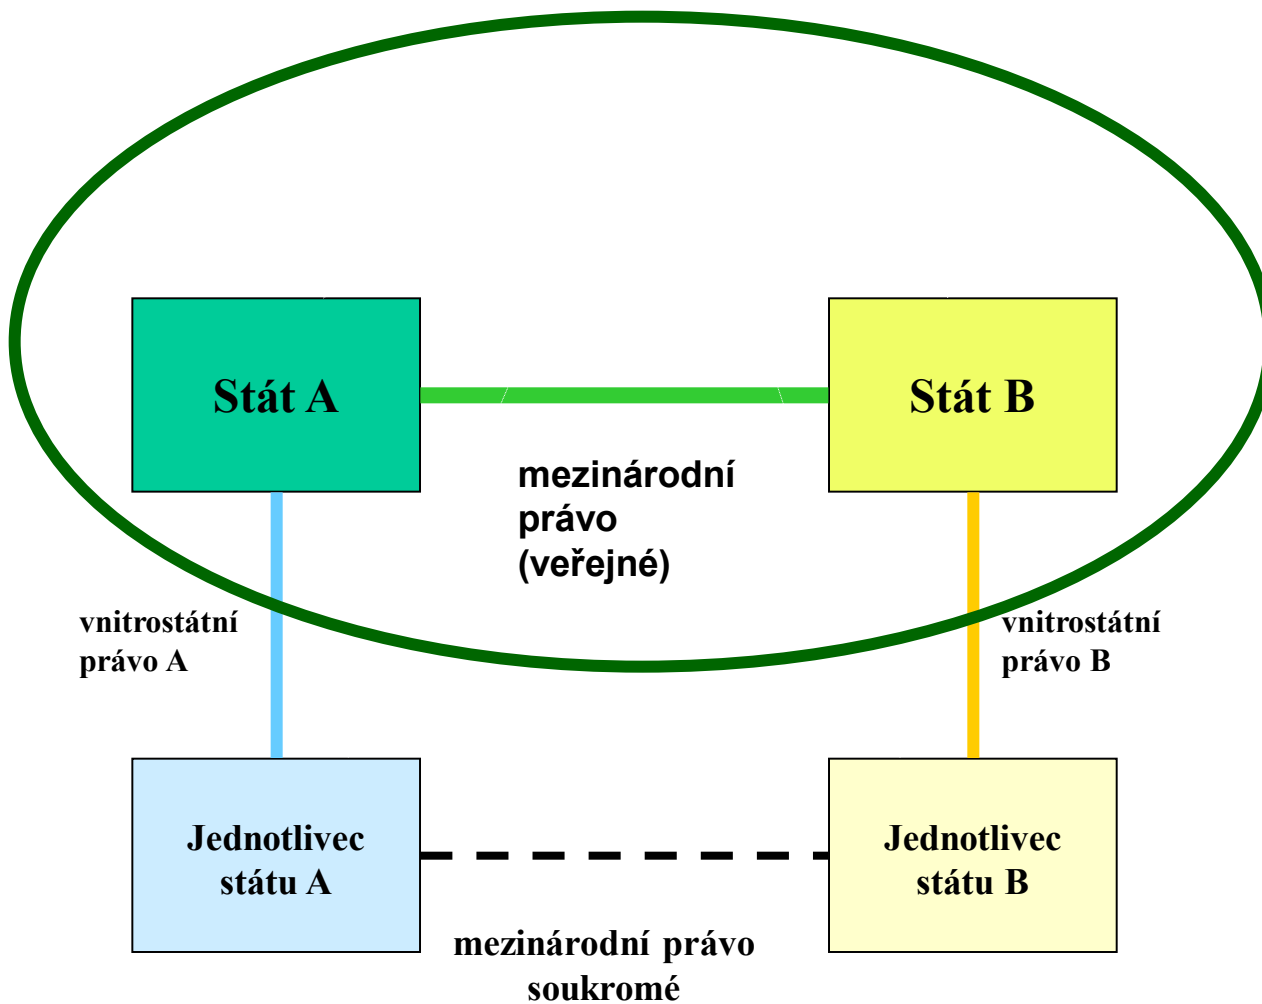 Stát A
Stát B
mezinárodní
právo
(veřejné)
vnitrostátní
právo A
vnitrostátní
právo B
Jednotlivec
státu A
Jednotlivec
státu B
mezinárodní právo
soukromé